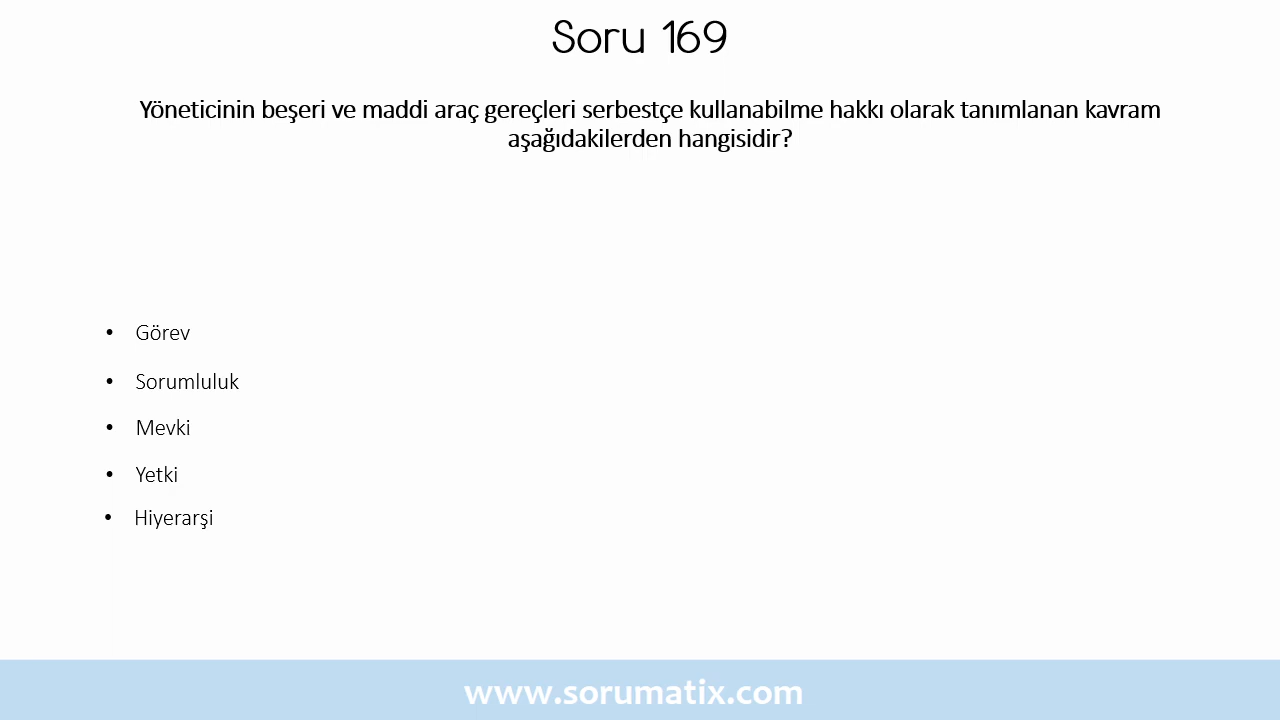 Soru 169
Yöneticinin beşeri ve maddi araç gereçleri serbestçe kullanabilme hakkı olarak tanımlanan kavram
aşağıdakilerden hangisidir?
• Görev
• Sorumluluk
• Mevki
• Yetki
• Hiyerarşi
www.sorumatix.com